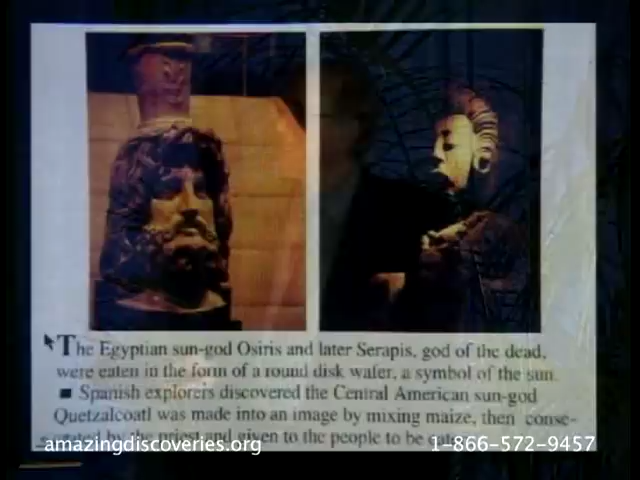 The Egyptian sun-god Osiris and later Serapis, god of the dead,
were eaten in the form of a round disk wafer, a symbol of the sun.
■ Spanish explorers discovered the Central American sun-god
Quetzalcoatl was made into an image by mixing maize, then conse-
by the priest and given to the people to be
amazingdiscoveries.org 1-866-572-9457